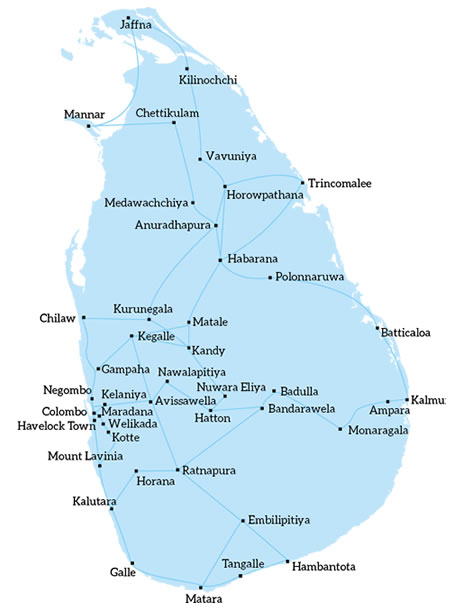 Jaffna
Kilinochchi
Mannar
Chettikulam
Vavuniya
Trincomalee
Horowpathana
Medawachchiya
Anuradhapura
Habarana
Polonnaruwa
Kurunegala
Chilaw
Matale
Batticaloa
Kegalle
Kandy
Gampaha
Nawalapitiya
Nuwara Eliya
Badulla
Negombo
Kelaniya
Avissawella
Kalmu
Ampara
Colombo
Maradana
Hatton
Bandarawela
Havelock Town
Welikada
Monaragala
Kotte
Mount Lavinia
Horana
Ratnapura
Kalutara
Embilipitiya
Galle
Tangalle
Hambantota
Matara